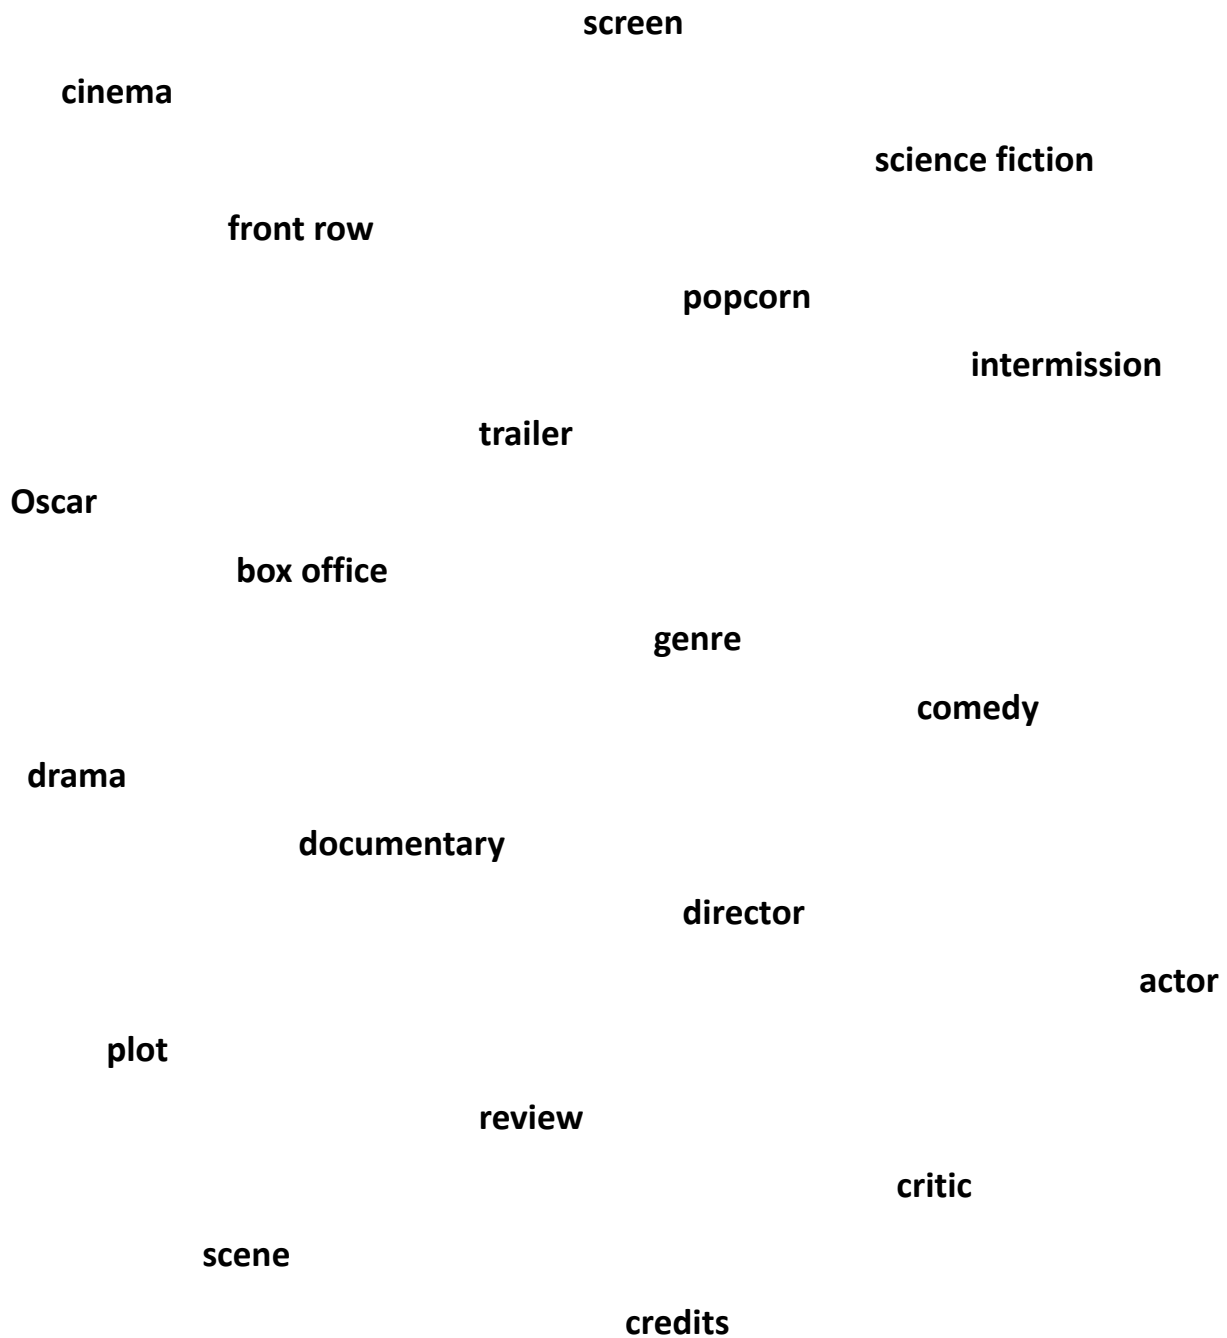 screen
cinema
science fiction
front row
popcorn
intermission
trailer
Oscar
box office
genre
comedy
drama
documentary
director
actor
plot
review
critic
scene
credits